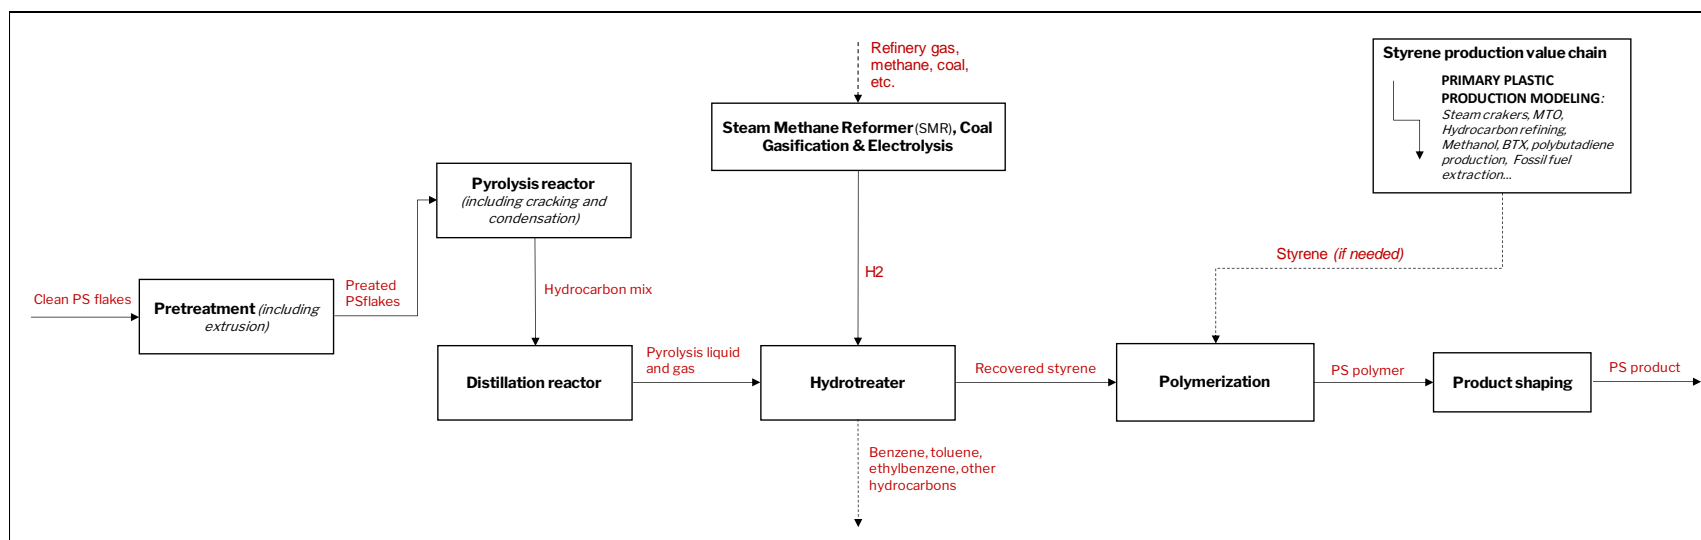 Refinery gas,
methane, coal,
etc.
Styrene production value chain
PRIMARY PLASTIC
PRODUCTION MODELING:
Steam crakers, MTO,
Hydrocarbon refining,
Methanol, BTX, polybutadiene
production, Fossil fuel
extraction...
Steam Methane Reformer (SMR), Coal
Gasification & Electrolysis
Pyrolysis reactor
(including cracking and
condensation)
Styrene (if needed)
H2
Clean PS flakes
Pretreatment (including
extrusion)
Preated
PSflakes
Hydrocarbon mix
Distillation reactor
Pyrolysis liquid
and gas
Hydrotreater
Recovered styrene
Polymerization
PS polymer
Product shaping
PS product
Benzene, toluene,
ethylbenzene, other
hydrocarbons